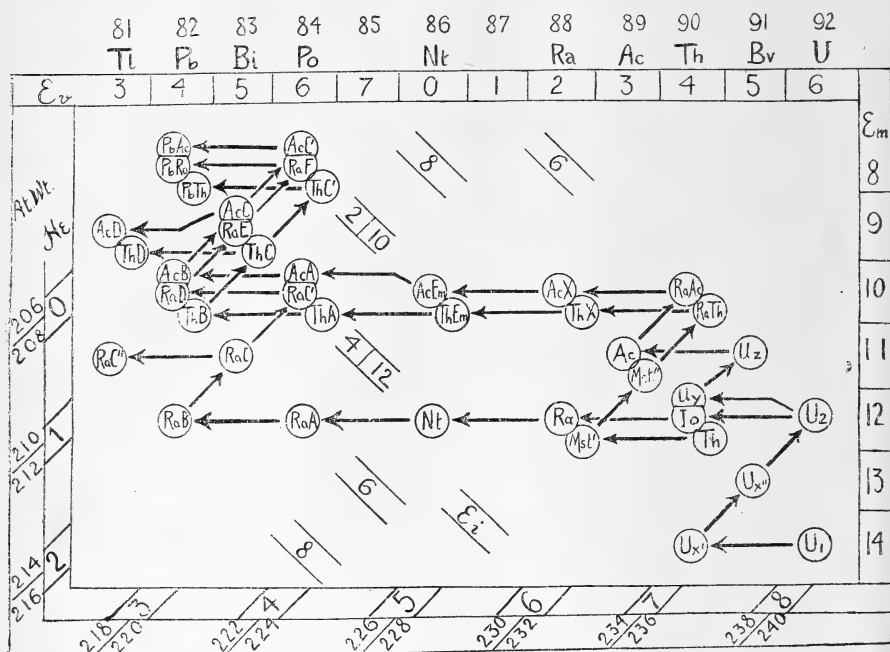 81 82 83 84 85 86 87 88 89 90 91 92
Tl Pb Bi Po Nt Ra Ac Th Bv U
Ev 3 4 5 6 7 0 1 2 3 4 5 6 Em
PbAc AcC' 8 6
PbRa RaF 8
PbTh ThC'
At Wt. AcC 2 10 9
AcD RaE
He ThD ThC
AcB AcA
206 0 RaD RaC' AcEm AcX RaAc 10
ThB ThA ThEm ThX RaTh
208 RaC" RaC 4 12 Ac Uz 11
Mst"
Uy
210 1 RaB RaA Nt Ra Io U2 12
212 Mst' Th
6 Ux" 13
Ei
214 2 8 Ux' U1 14
216
218 3 222 4 226 5 230 6 234 7 238 8
220 224 228 232 236 240